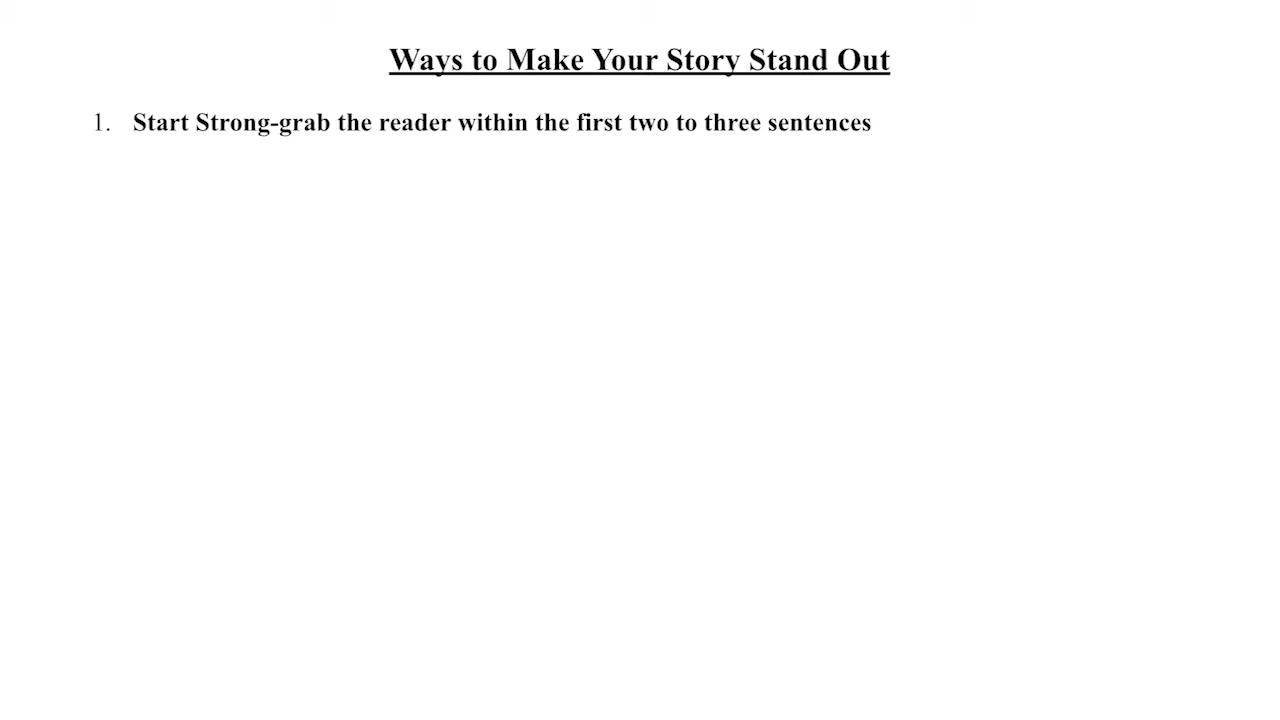 Ways to Make Your Story Stand Out
1. Start Strong-grab the reader within the first two to three sentences